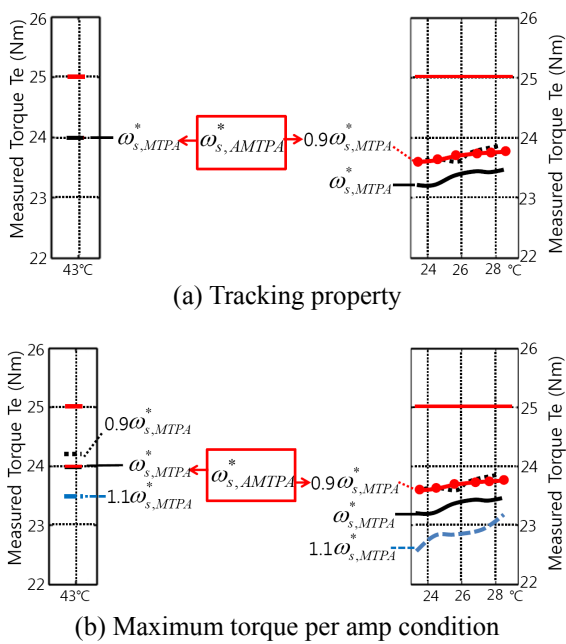 Measured Torque Te (Nm)
26
25
24
23
22
43℃
ω*s,MTPA
ω*s,AMTPA
0.9ω*s,MTPA
ω*s,MTPA
26
25
24
23
22
24 26 28 ℃
Measured Torque Te (Nm)
(a) Tracking property
Measured Torque Te (Nm)
26
25
24
23
22
43℃
0.9ω*s,MTPA
ω*s,MTPA
1.1ω*s,MTPA
ω*s,AMTPA
0.9ω*s,MTPA
ω*s,MTPA
1.1ω*s,MTPA
26
25
24
23
22
24 26 28 ℃
Measured Torque Te (Nm)
(b) Maximum torque per amp condition